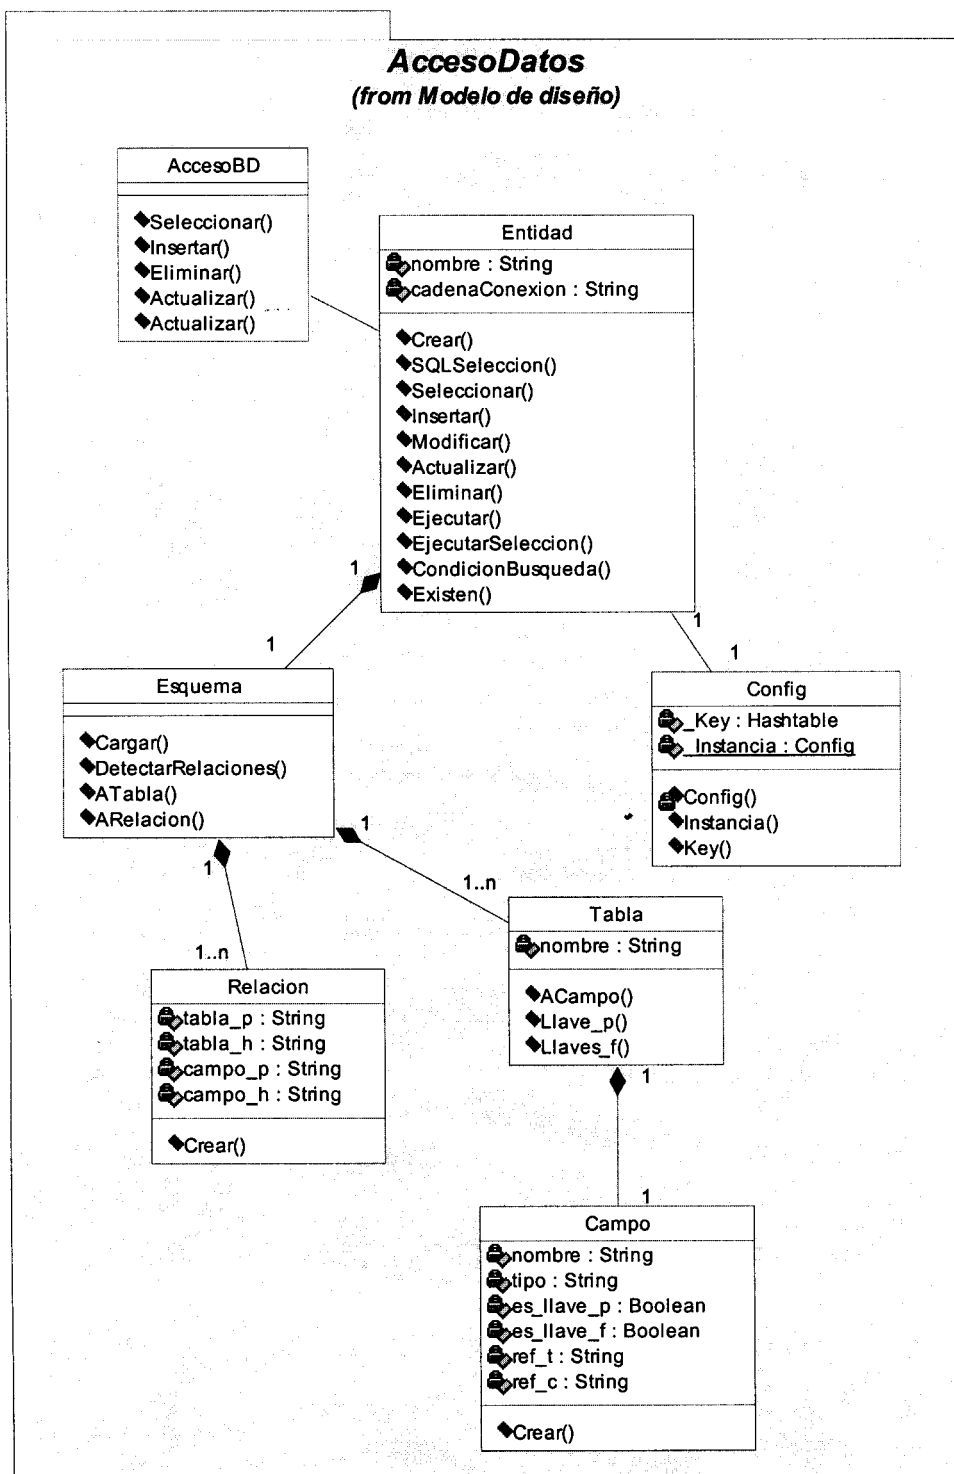 AccesoDatos
(from Modelo de diseño)
AccesoBD
Seleccionar()
Insertar()
Eliminar()
Actualizar()
Actualizar()
Entidad
nombre : String
cadenaConexion : String
Crear()
SQLSeleccion()
Seleccionar()
Insertar()
Modificar()
Actualizar()
Eliminar()
Ejecutar()
EjecutarSeleccion()
CondicionBusqueda()
Existen()
1
1
1
1
Esquema
Cargar()
DetectarRelaciones()
ATabla()
ARelacion()
Config
_Key : Hashtable
_Instancia : Config
Config()
Instancia()
Key()
1
1
1..n
1..n
Tabla
nombre : String
ACampo()
Llave_p()
Llaves_f()
Relacion
tabla_p : String
tabla_h : String
campo_p : String
campo_h : String
Crear()
1
1
Campo
nombre : String
tipo : String
es_llave_p : Boolean
es_llave_f : Boolean
ref_t : String
ref_c : String
Crear()